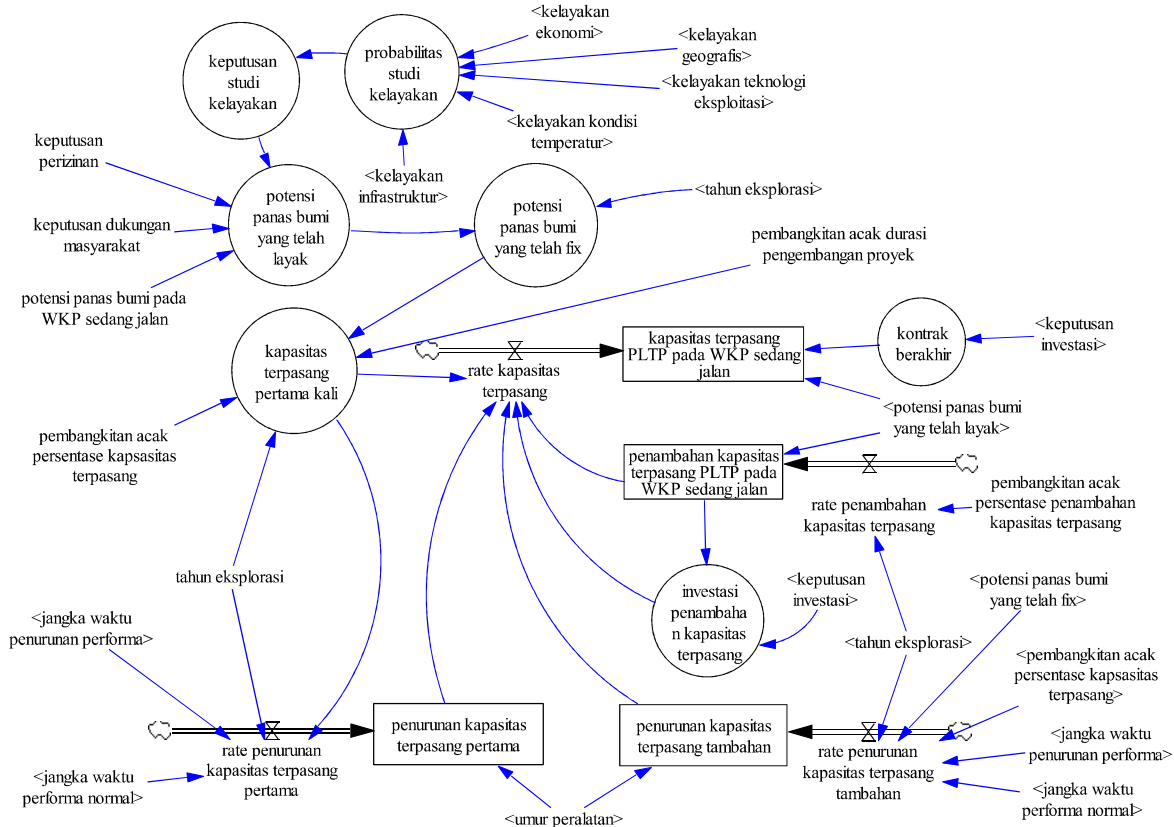 <kelayakan
ekonomi>
<kelayakan
geografis>
keputusan
studi
kelayakan
probabilitas
studi
kelayakan
<kelayakan teknologi
eksploitasi>
<kelayakan kondisi
temperatur>
keputusan
perizinan
<kelayakan
infrastruktur>
potensi
panas bumi
yang telah
layak
potensi
panas bumi
yang telah fix
<tahun eksplorasi>
keputusan dukungan
masyarakat
pembangkitan acak durasi
pengembangan proyek
potensi panas bumi pada
WKP sedang jalan
kapasitas
terpasang
pertama kali
rate kapasitas
terpasang
kapasitas terpasang
PLTP pada WKP sedang
jalan
kontrak
berakhir
<keputusan
investasi>
<potensi panas bumi
yang telah layak>
pembangkitan acak
persentase kapsasitas
terpasang
penambahan kapasitas
terpasang PLTP pada
WKP sedang jalan
rate penambahan
kapasitas terpasang
pembangkitan acak
persentase penambahan
kapasitas terpasang
tahun eksplorasi
investasi
penambaha
n kapasitas
terpasang
<keputusan
investasi>
<potensi panas bumi
yang telah fix>
<jangka waktu
penurunan performa>
<tahun eksplorasi>
<pembangkitan acak
persentase kapsasitas
terpasang>
penurunan kapasitas
terpasang pertama
penurunan kapasitas
terpasang tambahan
rate penurunan
kapasitas terpasang
pertama
rate penurunan
kapasitas terpasang
tambahan
<jangka waktu
penurunan performa>
<jangka waktu
performa normal>
<jangka waktu
performa normal>
<umur peralatan>